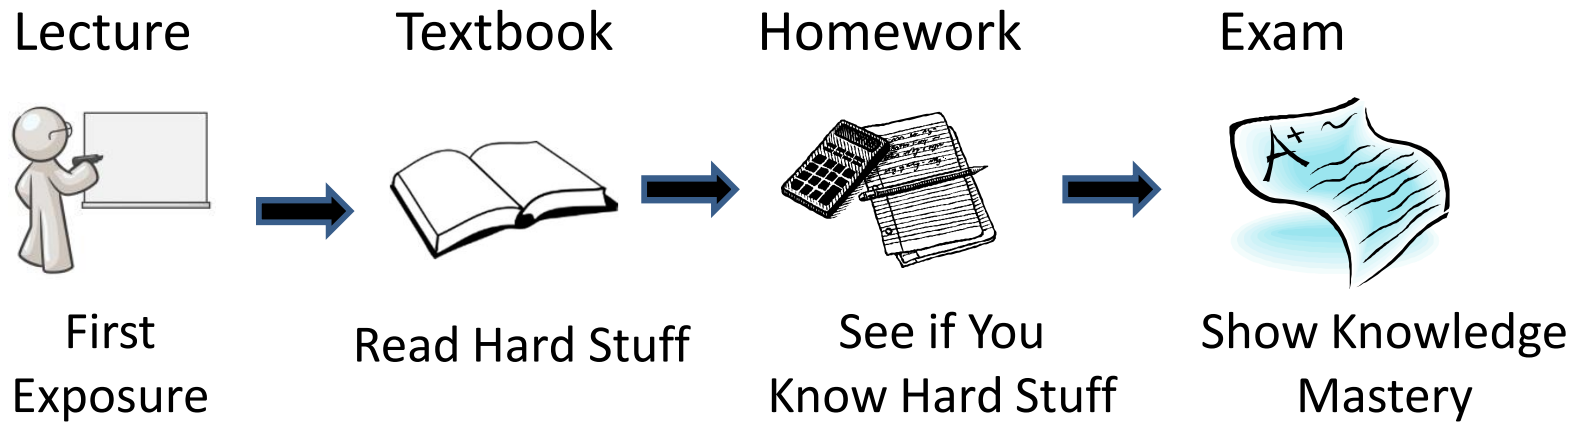 Lecture
Textbook
Homework
Exam
A+
First
Exposure
Read Hard Stuff
See if You
Know Hard Stuff
Show Knowledge
Mastery